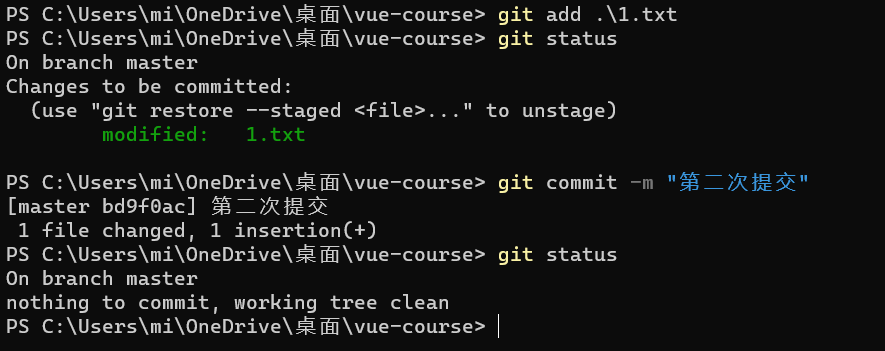 PS C:\Users\mi\OneDrive\桌面\vue-course> git add .\1.txt
PS C:\Users\mi\OneDrive\桌面\vue-course> git status
On branch master
Changes to be committed:
  (use "git restore --staged <file>..." to unstage)
        modified:   1.txt

PS C:\Users\mi\OneDrive\桌面\vue-course> git commit -m "第二次提交"
[master bd9f0ac] 第二次提交
 1 file changed, 1 insertion(+)
PS C:\Users\mi\OneDrive\桌面\vue-course> git status
On branch master
nothing to commit, working tree clean
PS C:\Users\mi\OneDrive\桌面\vue-course>